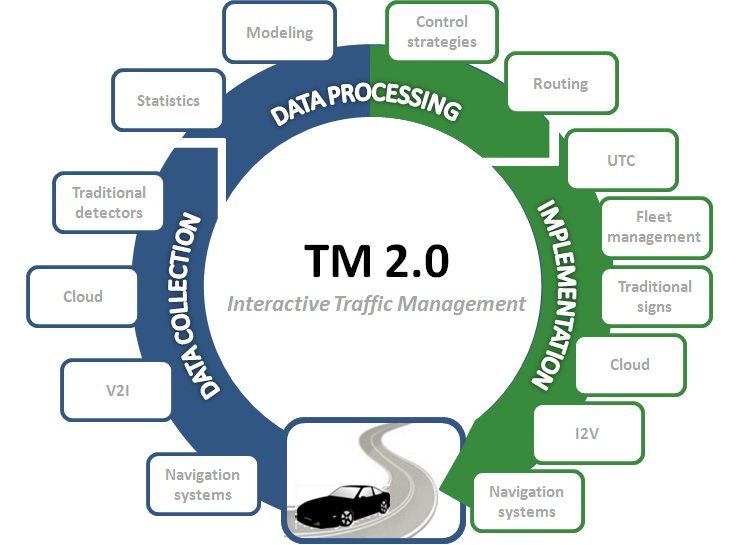 Modeling
Control
strategies
Statistics
DATA PROCESSING
Routing
UTC
Traditional
detectors
Fleet
management
DATA COLLECTION
TM 2.0
Interactive Traffic Management
IMPLEMENTATION
Cloud
Traditional
signs
V2I
Cloud
I2V
Navigation
systems
Navigation
systems